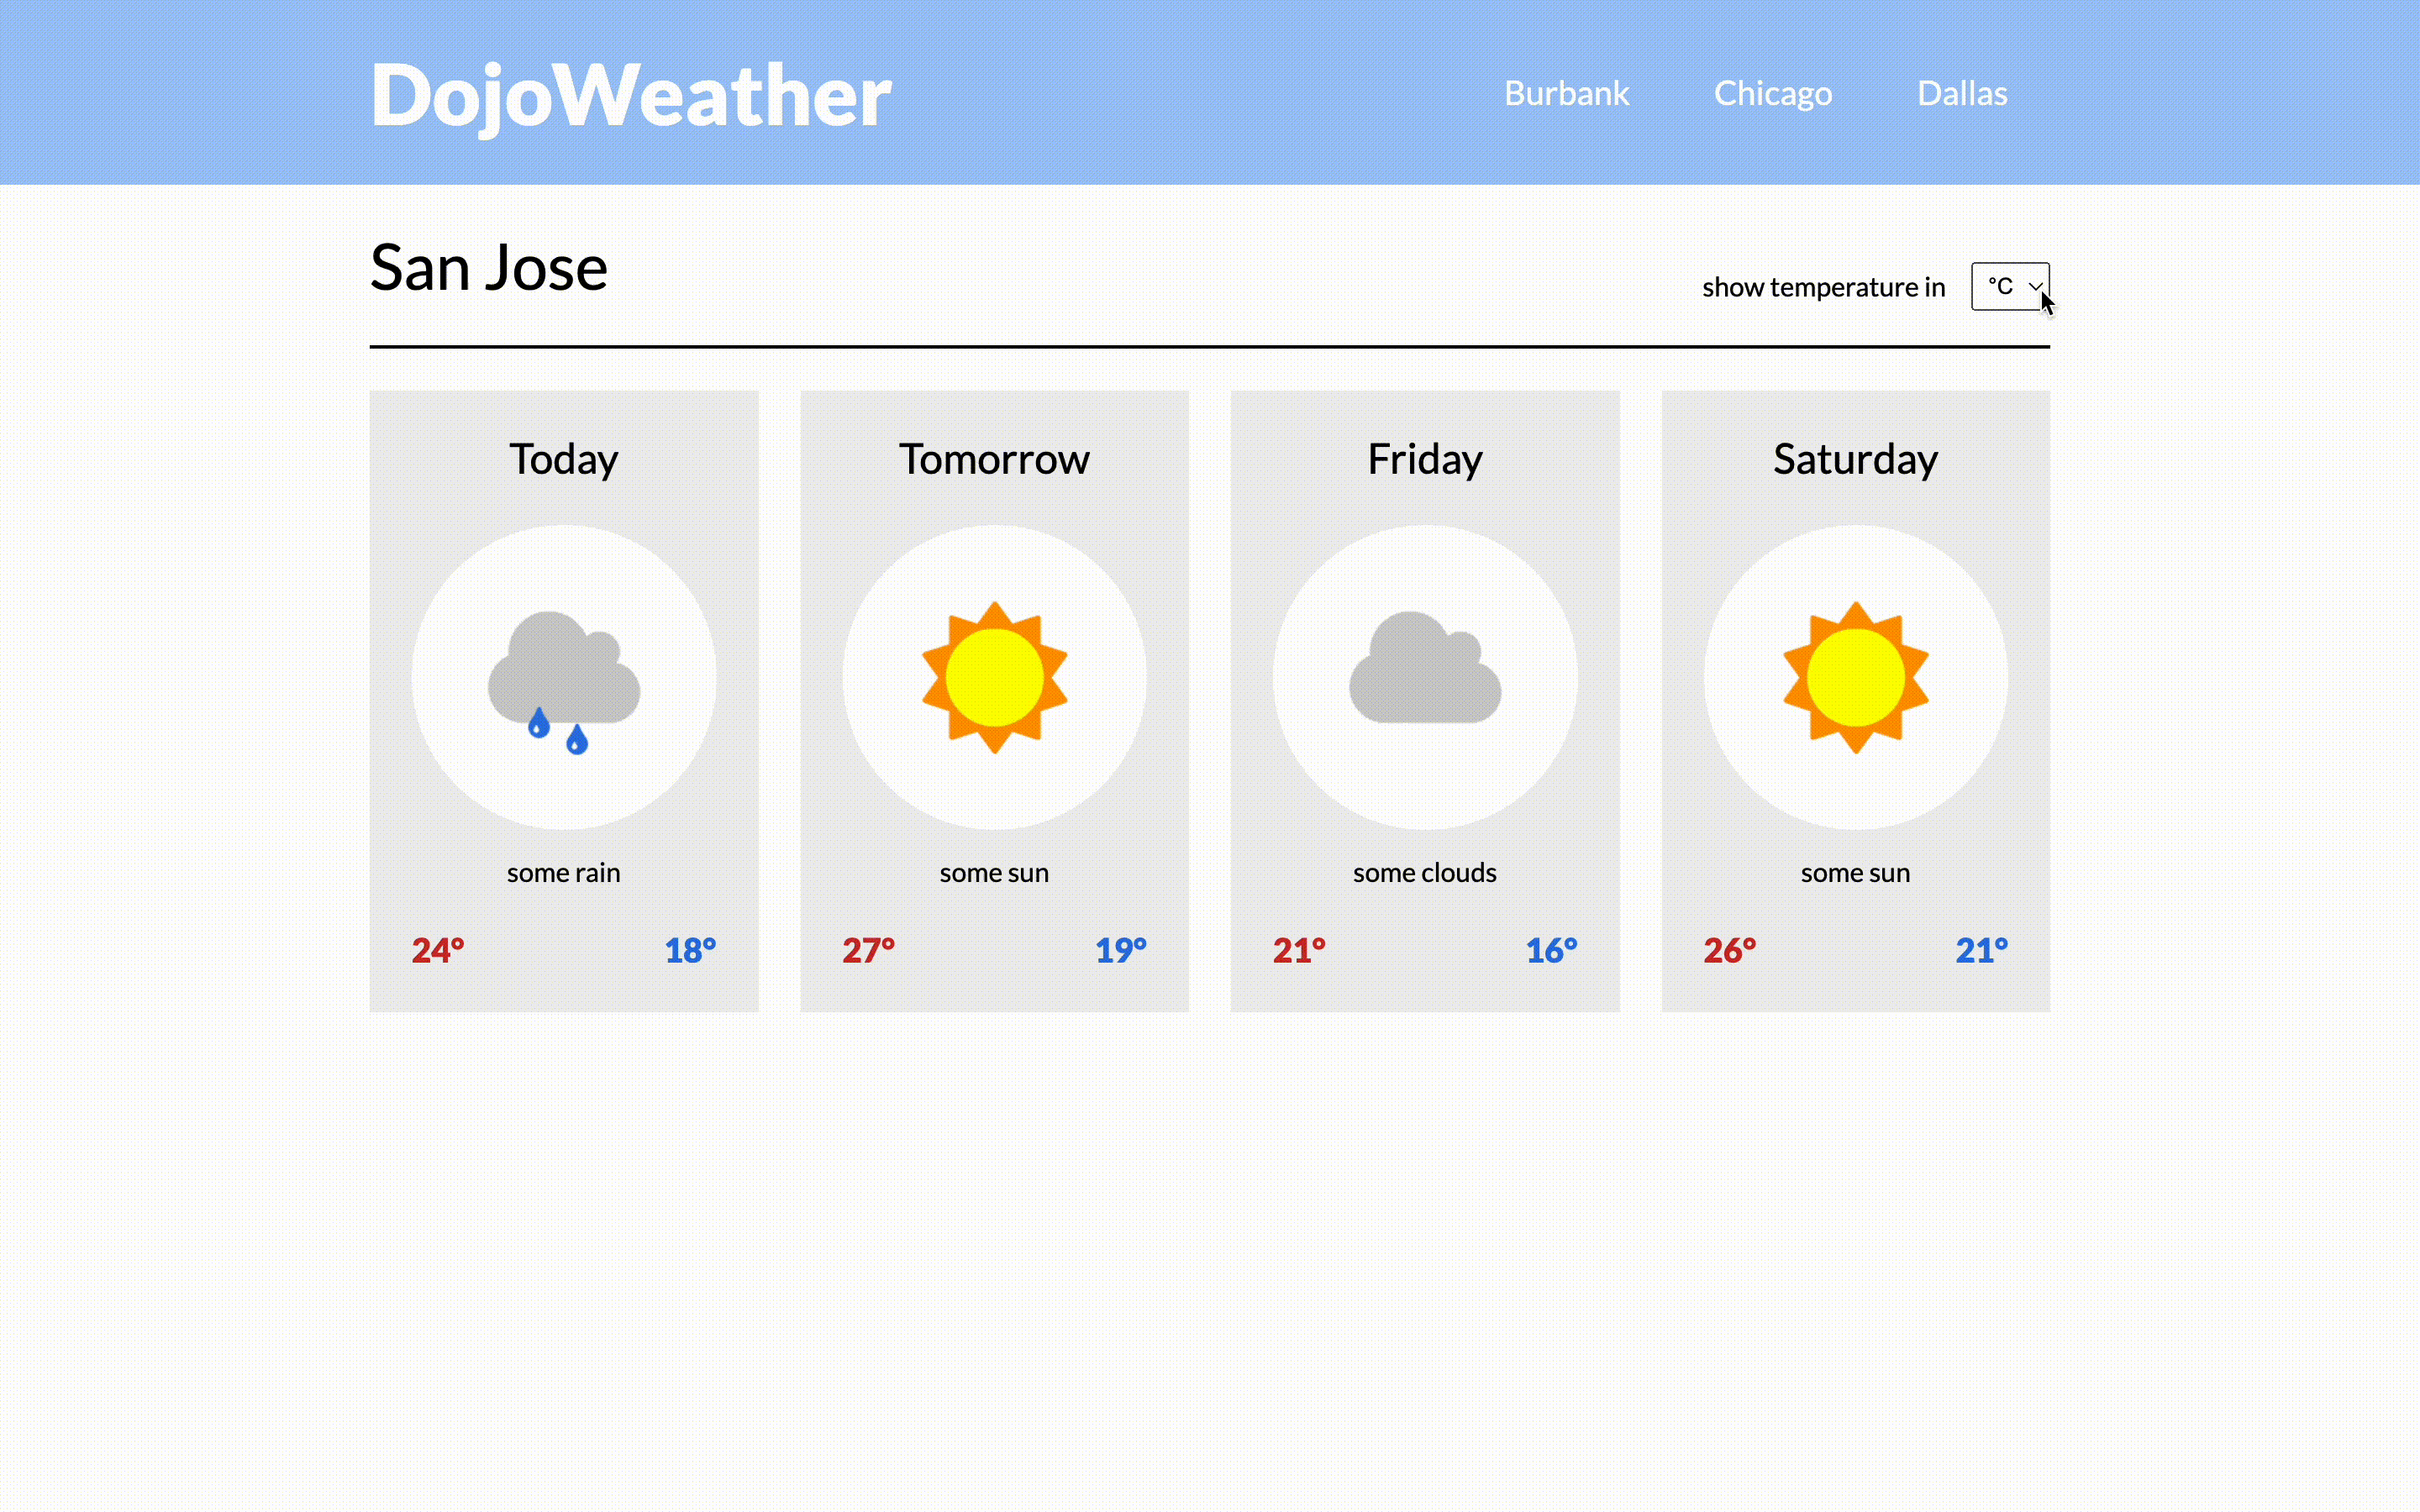 DojoWeather
Burbank Chicago Dallas
San Jose
show temperature in °C
Today
some rain
24° 18°
Tomorrow
some sun
27° 19°
Friday
some clouds
21° 16°
Saturday
some sun
26° 21°